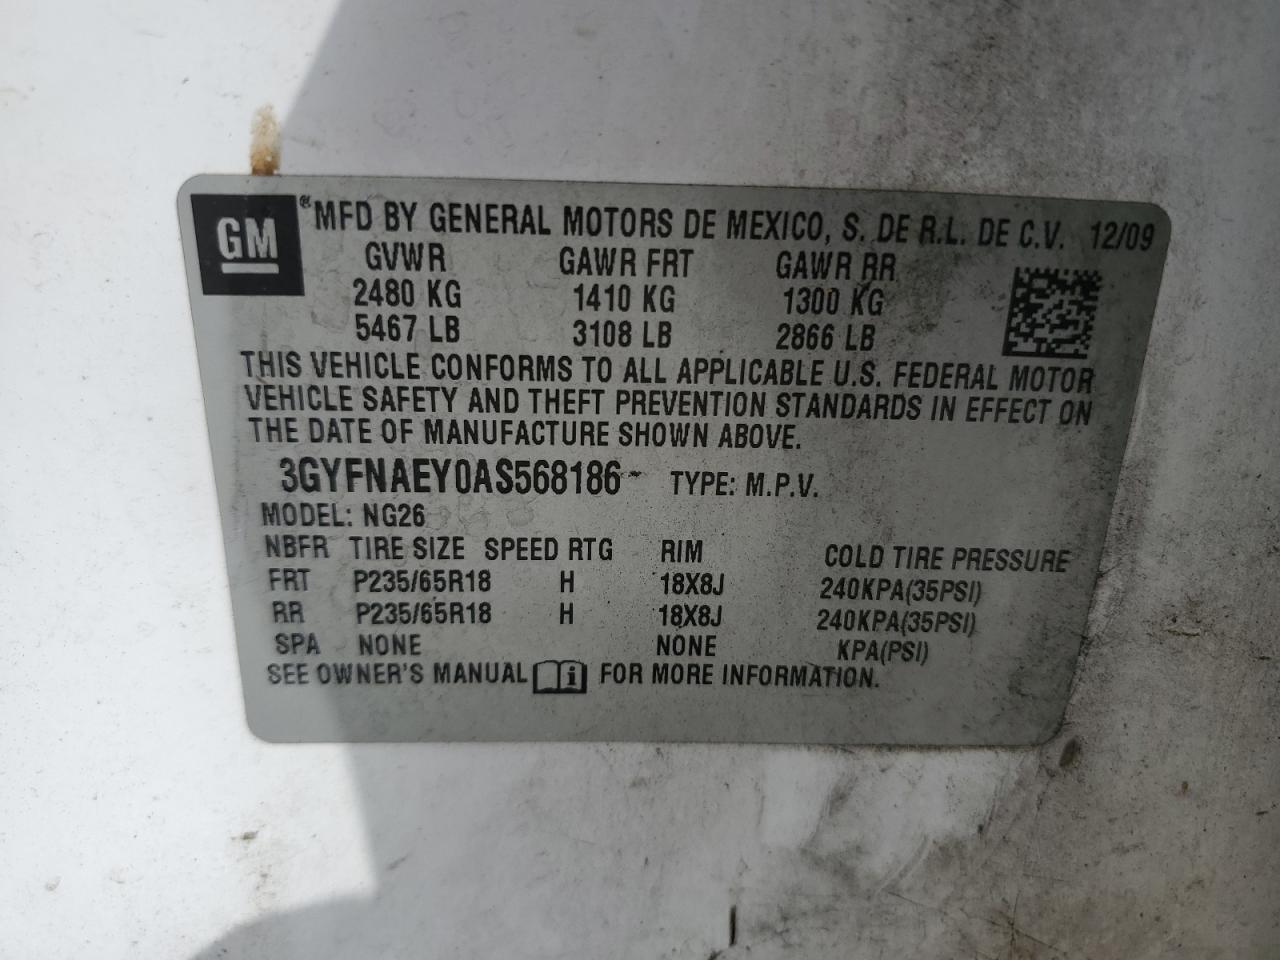 GM ® MFD BY GENERAL MOTORS DE MEXICO, S. DE R.L. DE C.V. 12/09
GVWR GAWR FRT GAWR RR
2480 KG 1410 KG 1300 KG
5467 LB 3108 LB 2866 LB
THIS VEHICLE CONFORMS TO ALL APPLICABLE U.S. FEDERAL MOTOR
VEHICLE SAFETY AND THEFT PREVENTION STANDARDS IN EFFECT ON
THE DATE OF MANUFACTURE SHOWN ABOVE.
3GYFNAEY0AS568186 TYPE: M.P.V.
MODEL: NG26
NBFR TIRE SIZE SPEED RTG RIM COLD TIRE PRESSURE
FRT P235/65R18 H 18X8J 240KPA(35PSI)
RR P235/65R18 H 18X8J 240KPA(35PSI)
SPA NONE NONE KPA(PSI)
SEE OWNER'S MANUAL i FOR MORE INFORMATION.